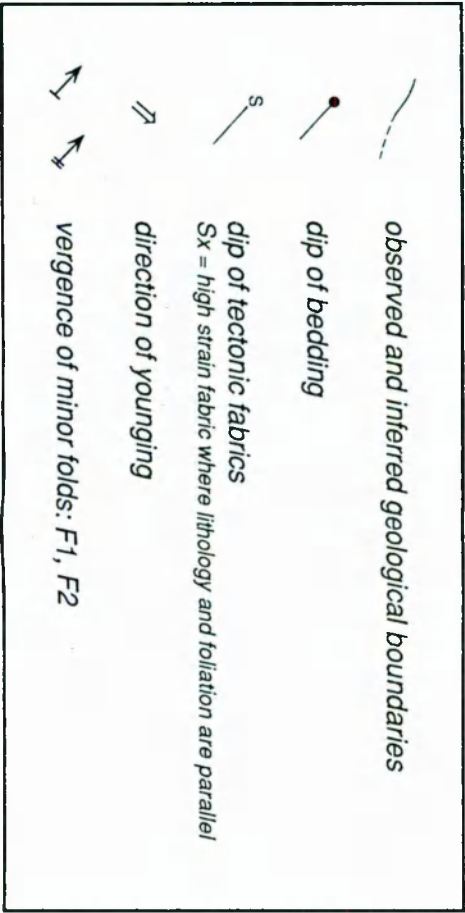 observed and inferred geological boundaries
dip of bedding
S
dip of tectonic fabrics
Sx = high strain fabric where lithology and foliation are parallel
direction of younging
vergence of minor folds: F1, F2